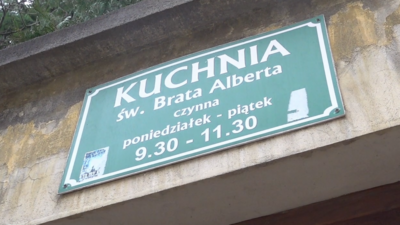 KUCHNIA
ŚW. Brata Alberta
czynna
poniedziałek - piątek
9.30 - 11.30